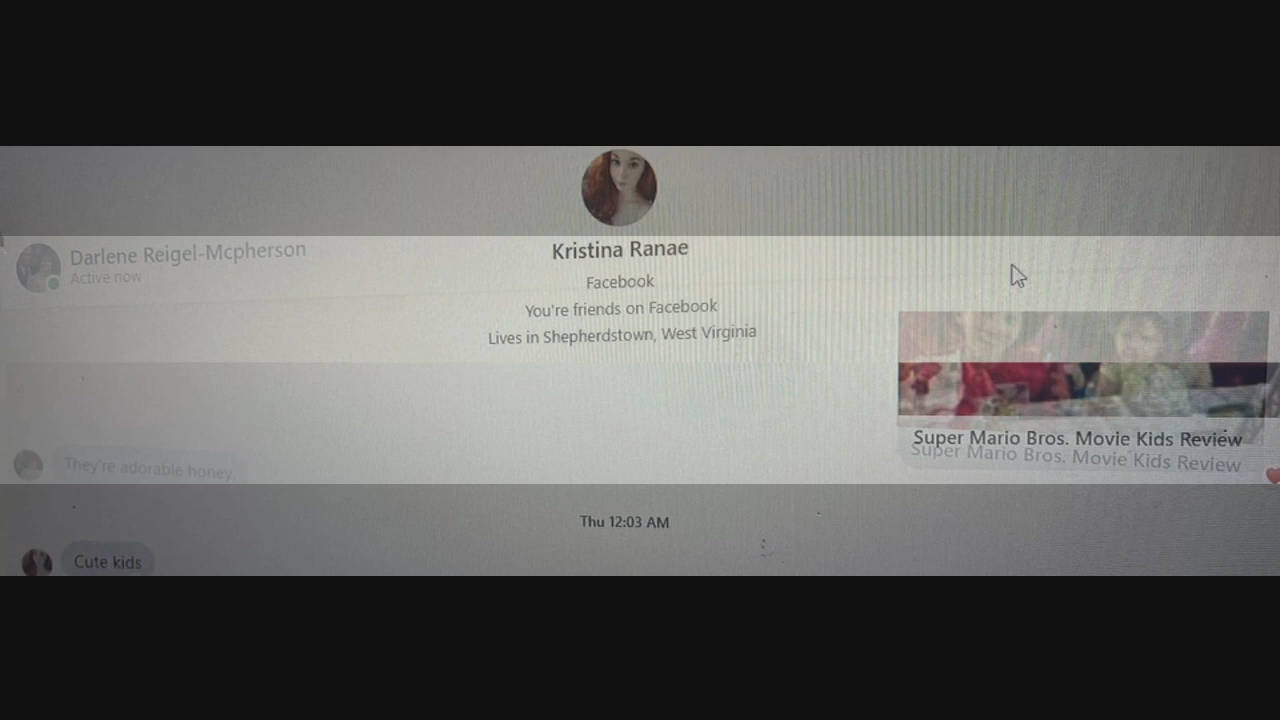 Darlene Reigel-Mcpherson
Active now
Kristina Ranae
Facebook
You're friends on Facebook
Lives in Shepherdstown, West Virginia
Super Mario Bros. Movie Kids Review
Super Mario Bros. Movie Kids Review
They're adorable honey.
Thu 12:03 AM
Cute kids